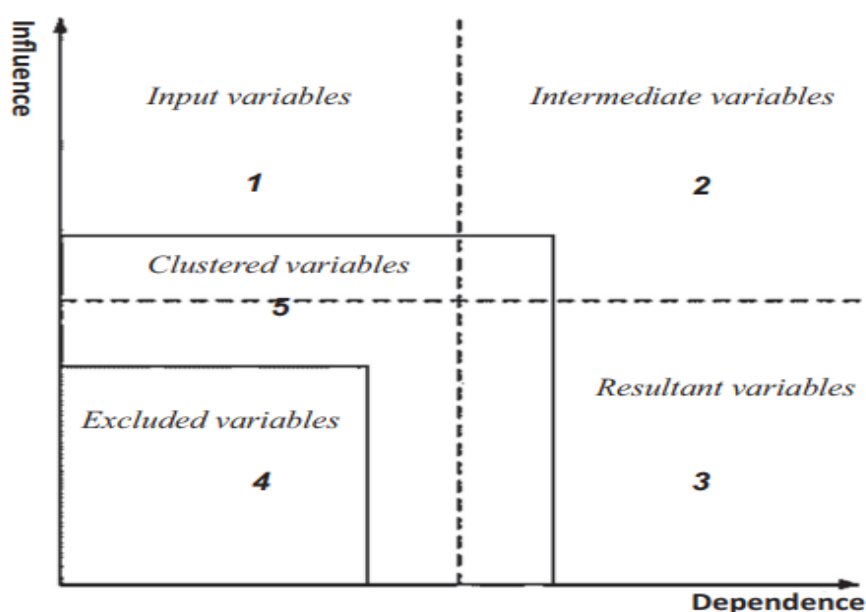 Influence
Input variables
Intermediate variables
1
2
Clustered variables
5
Resultant variables
Excluded variables
4
3
Dependence